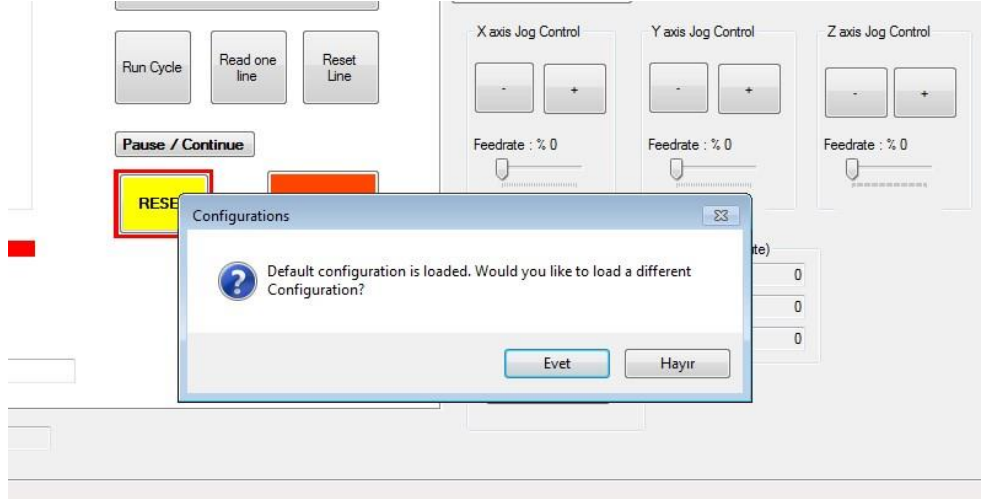 X axis Jog Control
Y axis Jog Control
Z axis Jog Control
Run Cycle
Read one
line
Reset
Line
-
+
-
+
-
+
Pause / Continue
Feedrate : % 0
Feedrate : % 0
Feedrate : % 0
Configurations
Default configuration is loaded. Would you like to load a different
Configuration?
0
0
0
Evet
Hayır